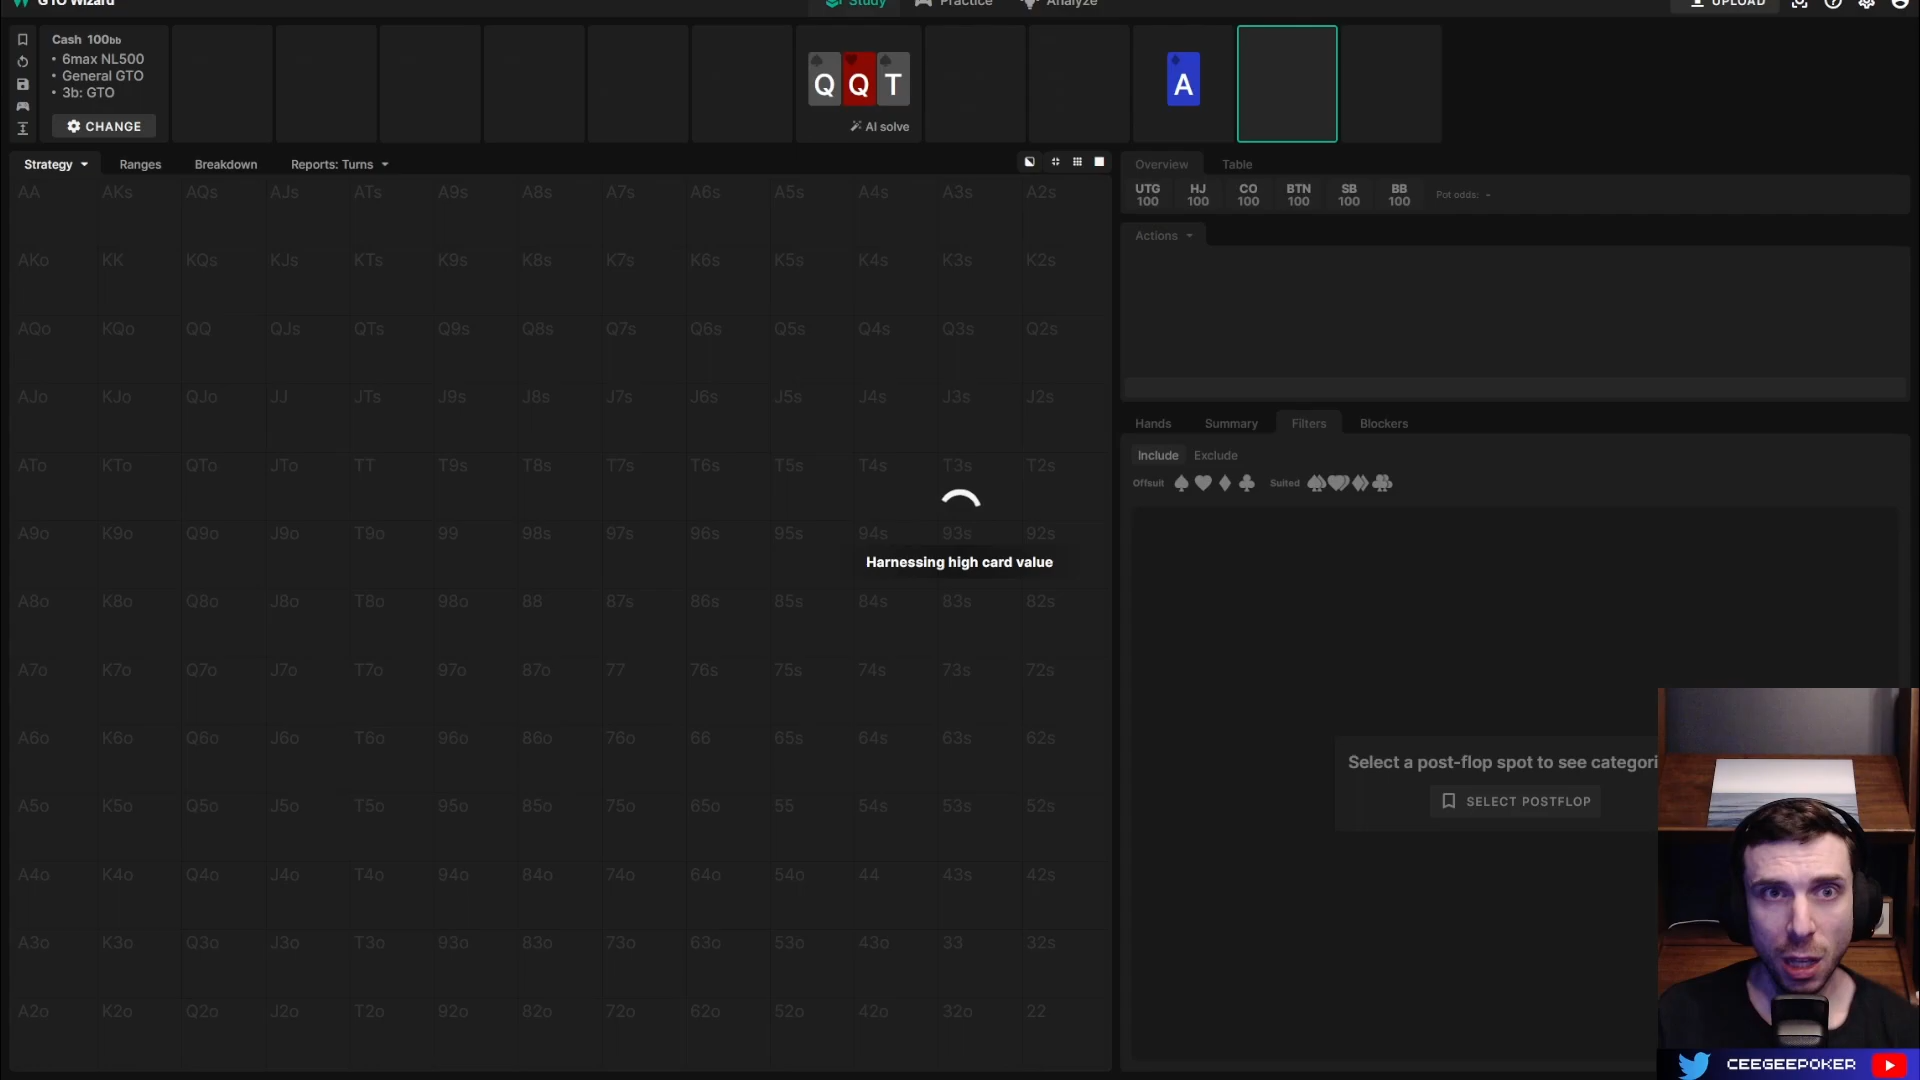 GTO Wizard
Study
Practice
Analyze
UPLOAD
Cash 100bb
• 6max NL500
• General GTO
• 3b: GTO
CHANGE
Q Q T
AI solve
A
Strategy
Ranges
Breakdown
Reports: Turns
Overview
Table
UTG HJ CO BTN SB BB
100 100 100 100 100 100
Pot odds: -
Actions
AA AKs AQs AJs ATs A9s A8s A7s A6s A5s A4s A3s A2s
AKo KK KQs KJs KTs K9s K8s K7s K6s K5s K4s K3s K2s
AQo KQo QQ QJs QTs Q9s Q8s Q7s Q6s Q5s Q4s Q3s Q2s
AJo KJo QJo JJ JTs J9s J8s J7s J6s J5s J4s J3s J2s
ATo KTo QTo JTo TT T9s T8s T7s T6s T5s T4s T3s T2s
A9o K9o Q9o J9o T9o 99 98s 97s 96s 95s 94s 93s 92s
Harnessing high card value
A8o K8o Q8o J8o T8o 98o 88 87s 86s 85s 84s 83s 82s
A7o K7o Q7o J7o T7o 97o 87o 77 76s 75s 74s 73s 72s
A6o K6o Q6o J6o T6o 96o 86o 76o 66 65s 64s 63s 62s
A5o K5o Q5o J5o T5o 95o 85o 75o 65o 55 54s 53s 52s
A4o K4o Q4o J4o T4o 94o 84o 74o 64o 54o 44 43s 42s
A3o K3o Q3o J3o T3o 93o 83o 73o 63o 53o 43o 33 32s
A2o K2o Q2o J2o T2o 92o 82o 72o 62o 52o 42o 32o 22
Hands
Summary
Filters
Blockers
Include
Exclude
Offsuit
Suited
Select a post-flop spot to see categori
SELECT POSTFLOP
CEEGEEPOKER